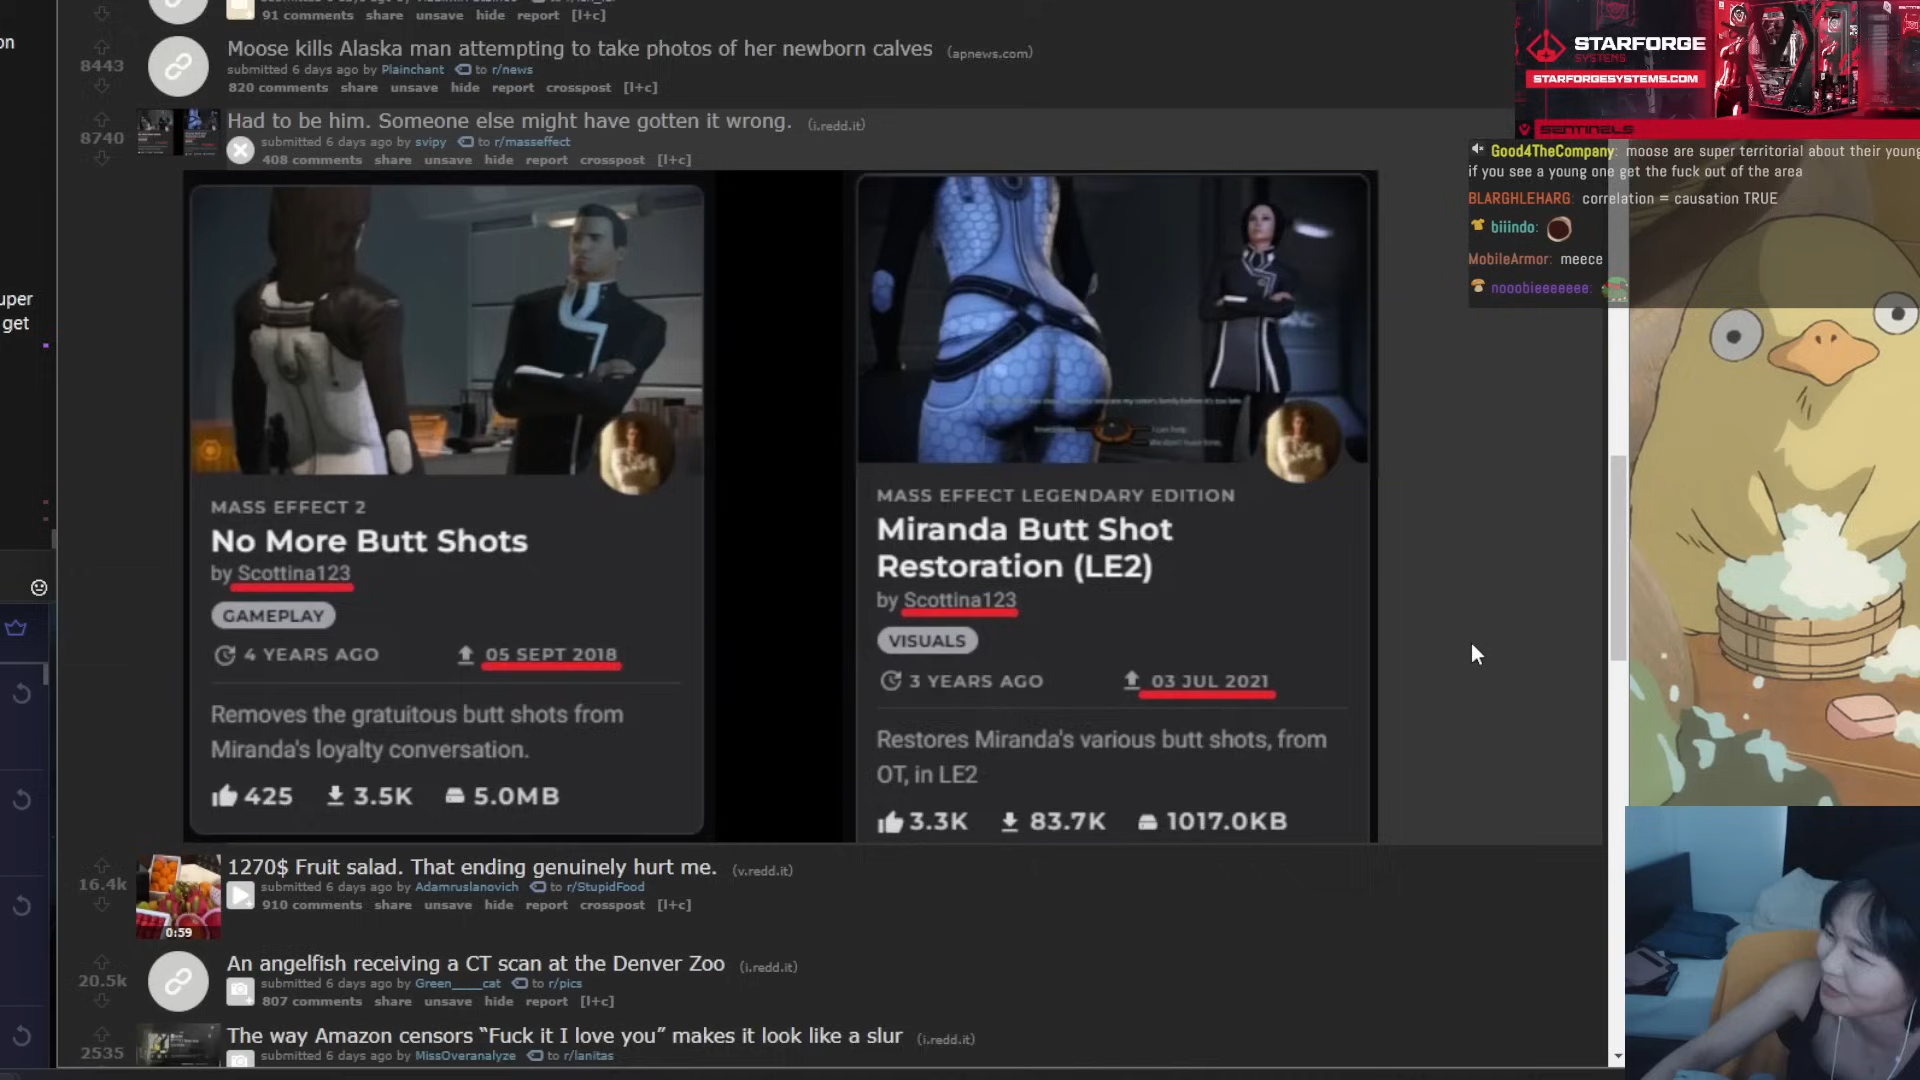 on
uper
get
91 comments share unsave hide report [l+c]
8443
Moose kills Alaska man attempting to take photos of her newborn calves (apnews.com)
submitted 6 days ago by Plainchant to r/news
820 comments share unsave hide report crosspost [l+c]
8740
Had to be him. Someone else might have gotten it wrong. (i.redd.it)
submitted 6 days ago by svipy to r/masseffect
408 comments share unsave hide report crosspost [l+c]
MASS EFFECT 2
No More Butt Shots
by Scottina123
GAMEPLAY
4 YEARS AGO 05 SEPT 2018
Removes the gratuitous butt shots from
Miranda's loyalty conversation.
425 3.5K 5.0MB
MASS EFFECT LEGENDARY EDITION
Miranda Butt Shot
Restoration (LE2)
by Scottina123
VISUALS
3 YEARS AGO 03 JUL 2021
Restores Miranda's various butt shots, from
OT, in LE2
3.3K 83.7K 1017.0KB
16.4k
0:59
1270$ Fruit salad. That ending genuinely hurt me. (v.redd.it)
submitted 6 days ago by Adamruslanovich to r/StupidFood
910 comments share unsave hide report crosspost [l+c]
20.5k
An angelfish receiving a CT scan at the Denver Zoo (i.redd.it)
submitted 6 days ago by Green____cat to r/pics
807 comments share unsave hide report [l+c]
2535
The way Amazon censors “Fuck it I love you” makes it look like a slur (i.redd.it)
submitted 6 days ago by MissOveranalyze to r/lanitas
STARFORGE
SYSTEMS
STARFORGESYSTEMS.COM
SENTINELS
Good4TheCompany: moose are super territorial about their young
if you see a young one get the fuck out of the area
BLARGHLEHARG: correlation = causation TRUE
biiindo:
MobileArmor: meece
nooobieeeeeee: